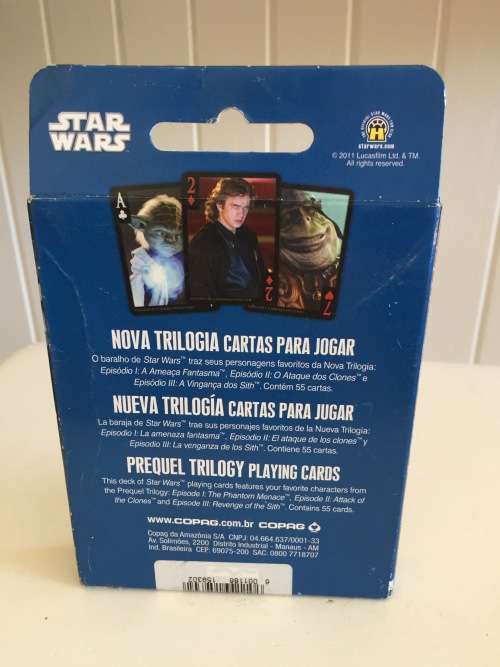 STAR
WARS
starwars.com
© 2011 Lucasfilm Ltd. & TM.
All rights reserved.
A
2
2
7
NOVA TRILOGIA CARTAS PARA JOGAR
O baralho de Star Wars™ traz seus personagens favoritos da Nova Trilogia:
Episódio I: A Ameaça Fantasma™, Episódio II: O Ataque dos Clones™ e
Episódio III: A Vingança dos Sith™. Contém 55 cartas.
NUEVA TRILOGÍA CARTAS PARA JUGAR
La baraja de Star Wars™ trae sus personajes favoritos de la Nueva Trilogía:
Episodio I: La amenaza fantasma™, Episodio II: El ataque de los clones™ y
Episodio III: La venganza de los Sith™. Contiene 55 cartas.
PREQUEL TRILOGY PLAYING CARDS
This deck of Star Wars™ playing cards features your favorite characters from
the Prequel Trilogy: Episode I: The Phantom Menace™, Episode II: Attack of
the Clones™ and Episode III: Revenge of the Sith™. Contains 55 cards.
www.COPAG.com.br COPAG
Copag da Amazônia S/A CNPJ: 04.664.637/0001-33
Av. Solimões, 2200 Distrito Industrial - Manaus - AM
Ind. Brasileira CEP: 69075-200 SAC: 0800 7718707
6 001188 159302